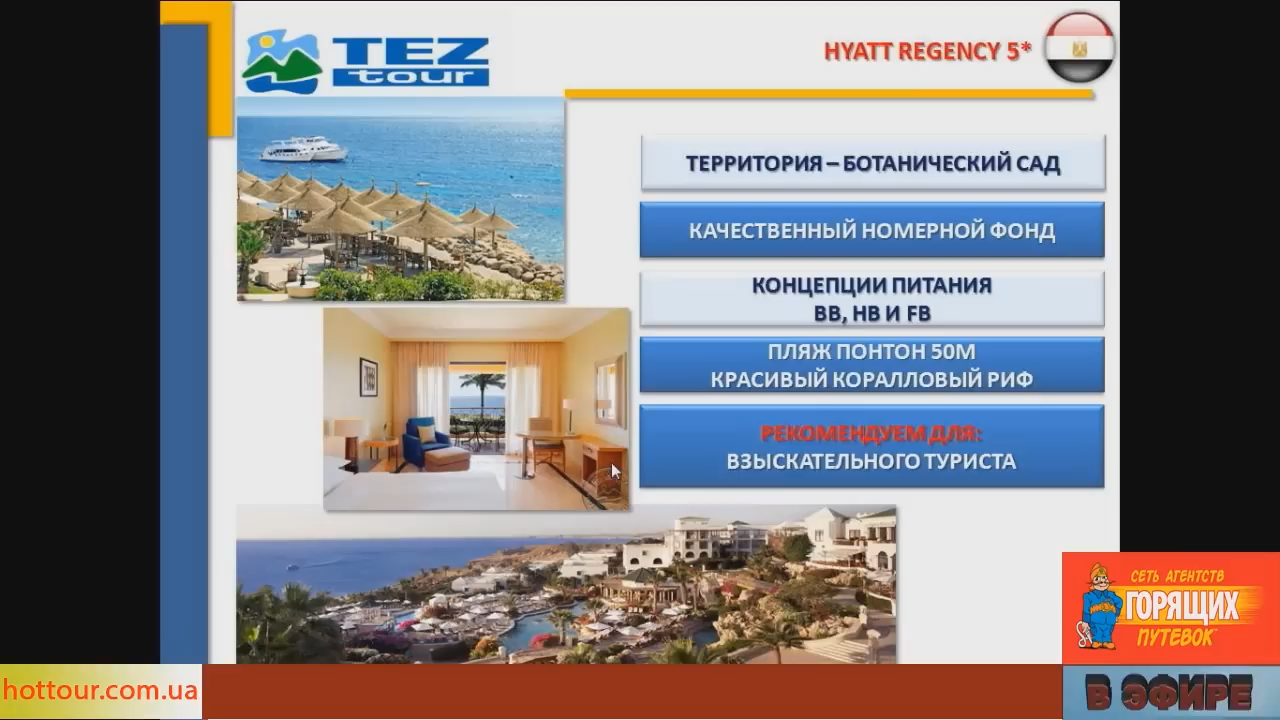 TEZ
tour
HYATT REGENCY 5*
ТЕРРИТОРИЯ – БОТАНИЧЕСКИЙ САД
КАЧЕСТВЕННЫЙ НОМЕРНОЙ ФОНД
КОНЦЕПЦИИ ПИТАНИЯ
BB, HB И FB
ПЛЯЖ ПОНТОН 50М
КРАСИВЫЙ КОРАЛЛОВЫЙ РИФ
РЕКОМЕНДУЕМ ДЛЯ:
ВЗЫСКАТЕЛЬНОГО ТУРИСТА
СЕТЬ АГЕНТСТВ
ГОРЯЩИХ
ПУТЕВОК
hottour.com.ua
В ЭФИРЕ